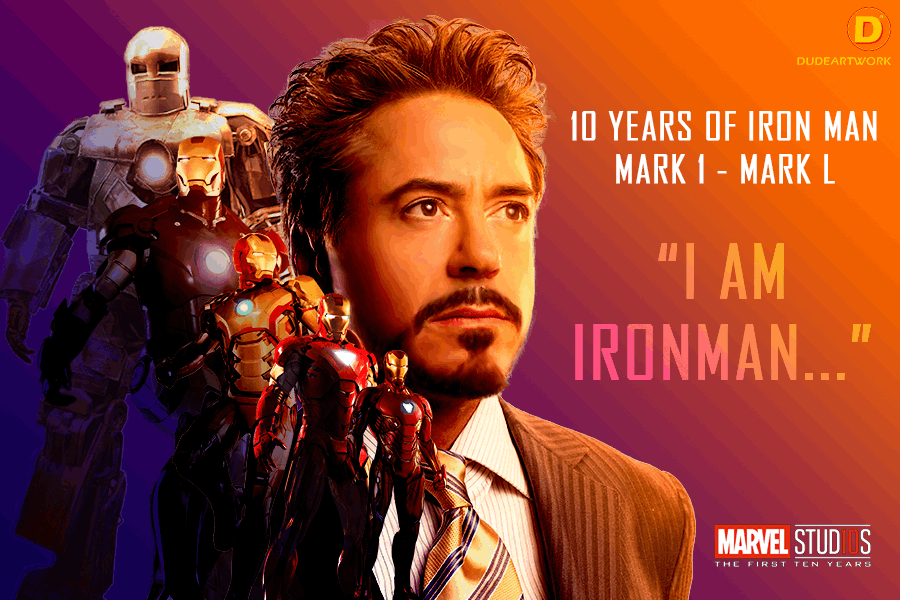 D
DUDEARTWORK
10 YEARS OF IRON MAN
MARK 1 - MARK L
“I AM
IRONMAN...”
MARVEL STUDIOS
THE FIRST TEN YEARS